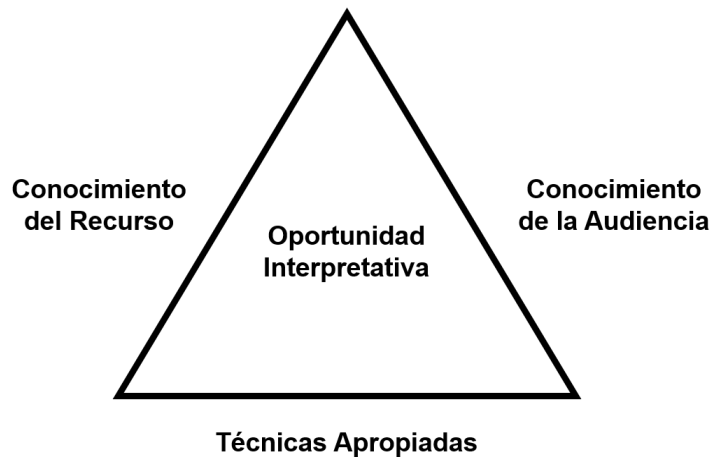 Conocimiento
del Recurso
Conocimiento
de la Audiencia
Oportunidad
Interpretativa
Técnicas Apropiadas